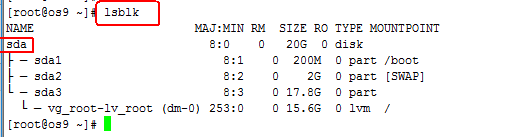 [root@os9 ~]# lsblk
NAME MAJ:MIN RM SIZE RO TYPE MOUNTPOINT
sda 8:0 0 20G 0 disk
├─sda1 8:1 0 200M 0 part /boot
├─sda2 8:2 0 2G 0 part [SWAP]
└─sda3 8:3 0 17.8G 0 part
└─vg_root-lv_root (dm-0) 253:0 0 15.6G 0 lvm /
[root@os9 ~]#